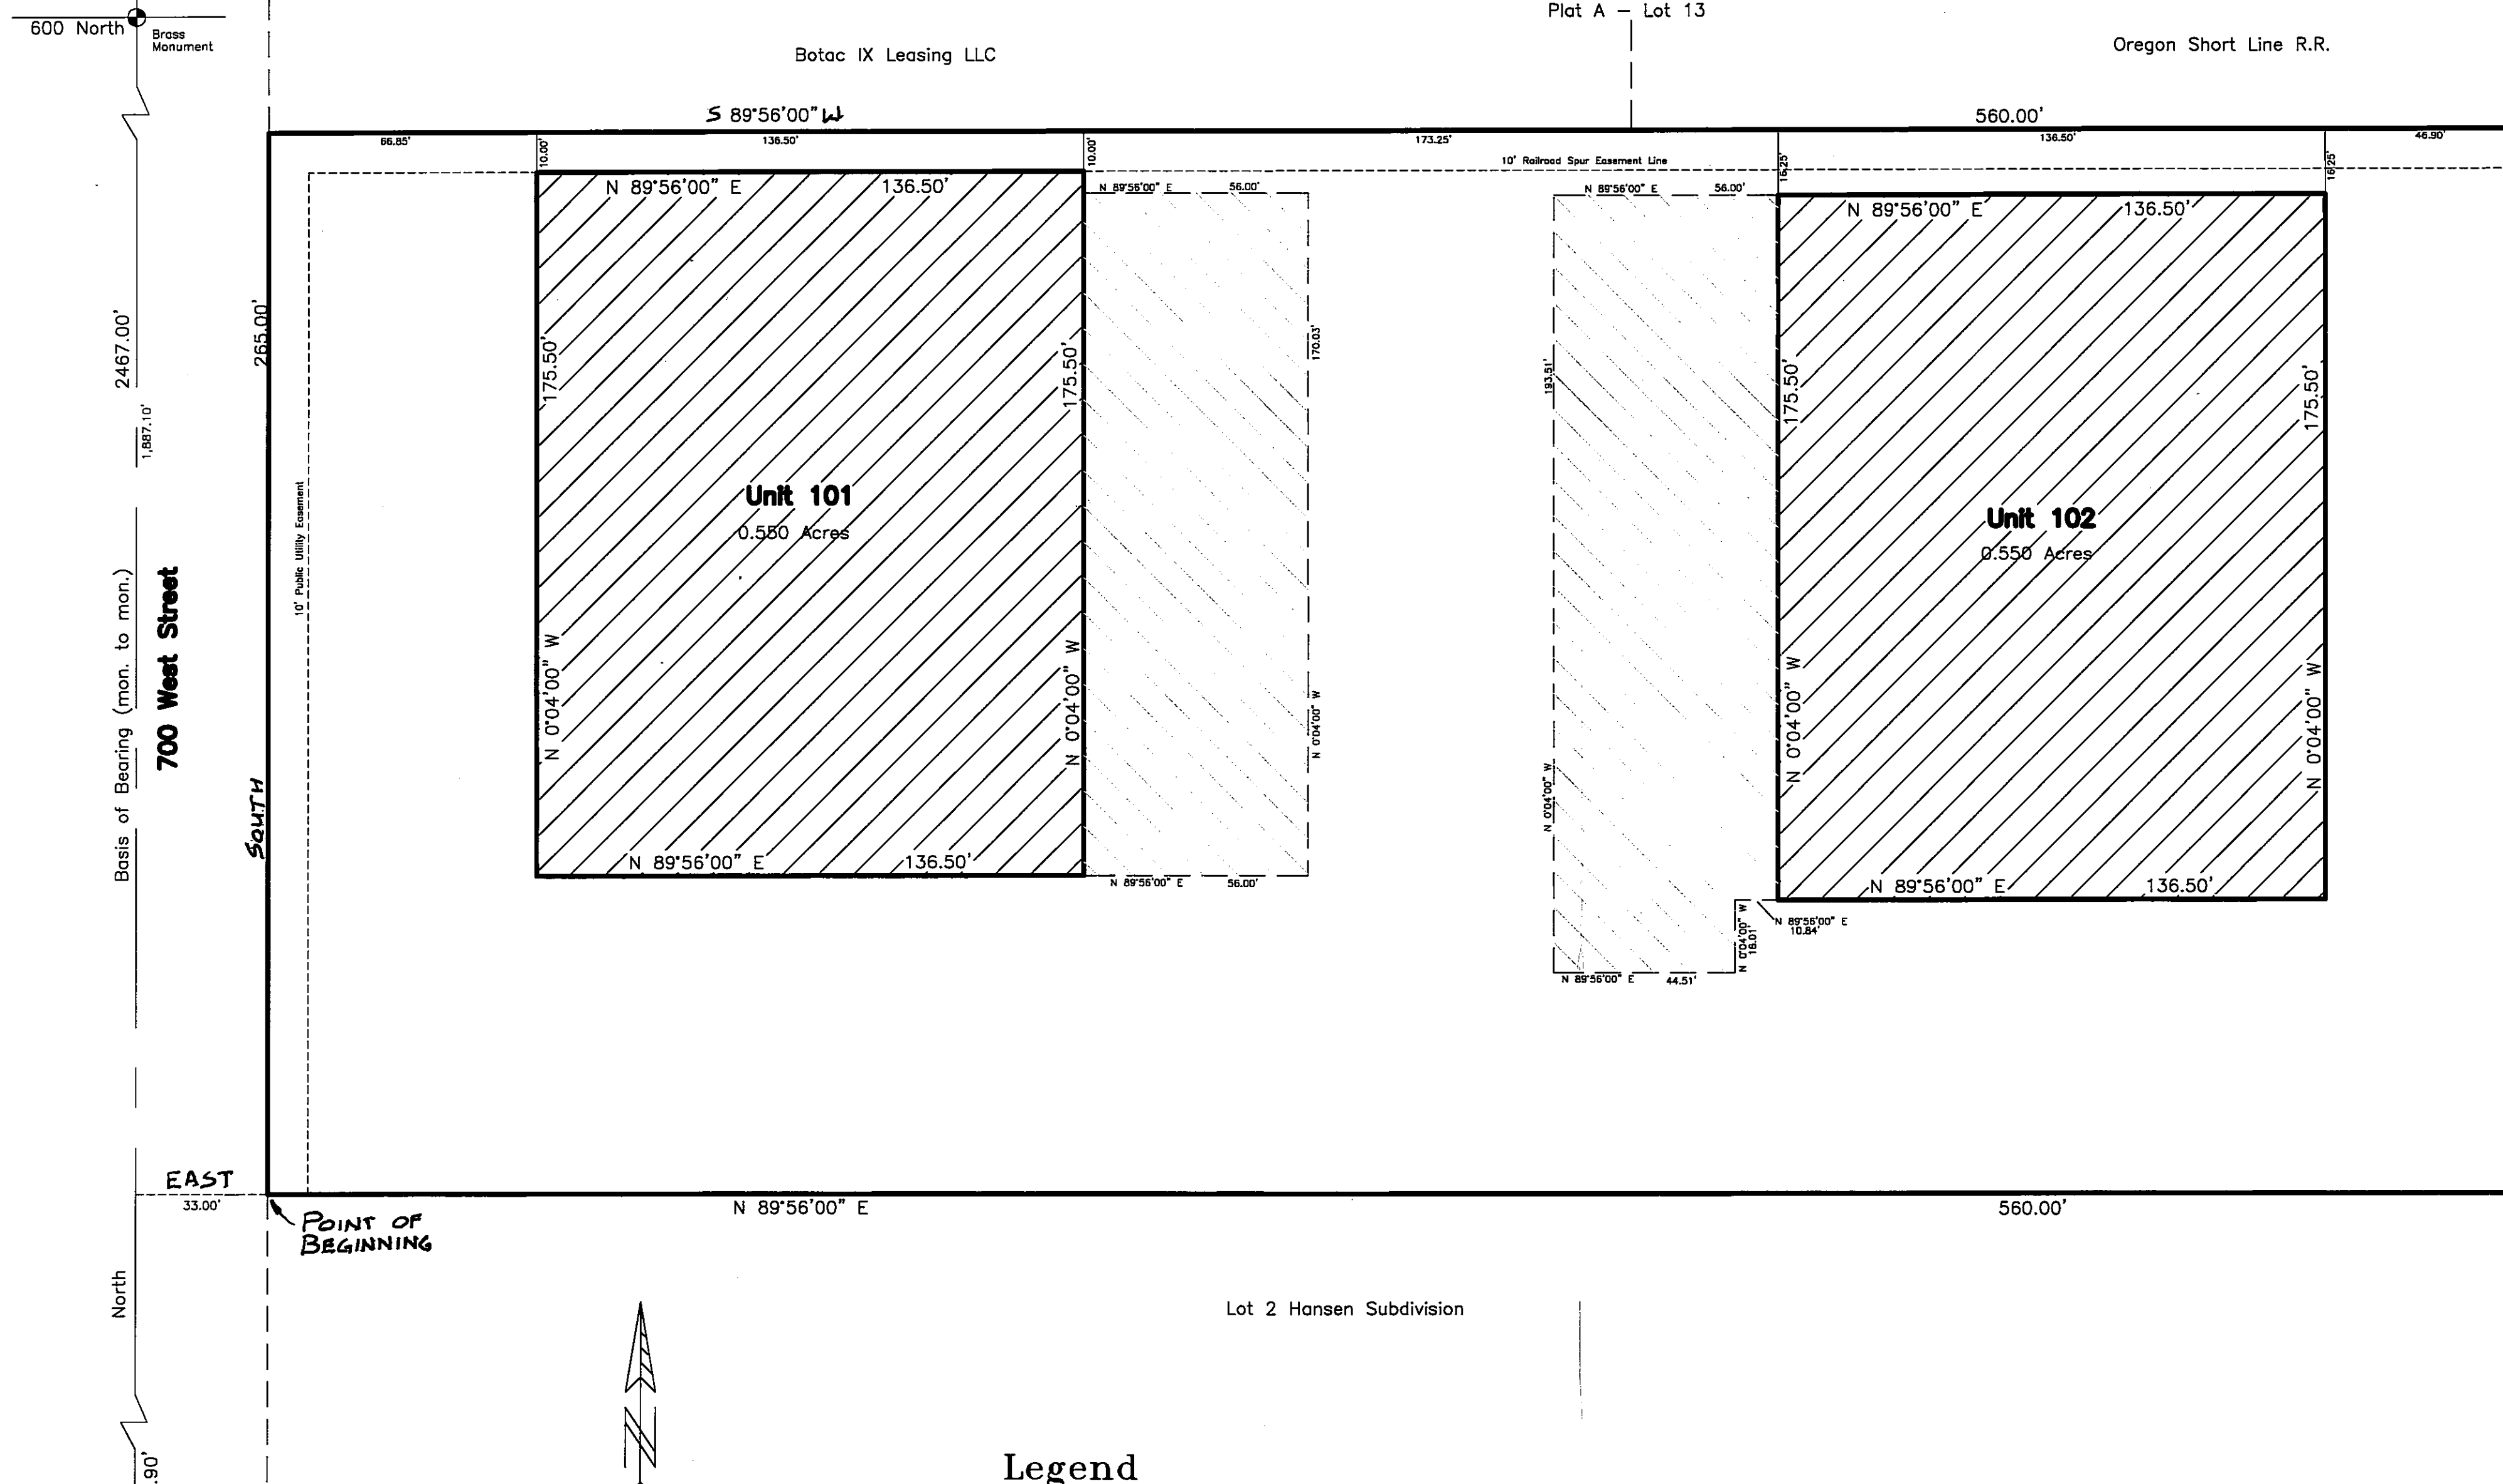 Plat A — Lot 13
600 North
Brass
Monument
Botac IX Leasing LLC
Oregon Short Line R.R.
S 89°56'00" W
560.00'
66.85'
136.50'
173.25'
136.50'
46.90'
10.00'
10.00'
10' Railroad Spur Easement Line
16.25'
16.25'
N 89°56'00" E
136.50'
N 89°56'00" E
56.00'
N 89°56'00" E
56.00'
N 89°56'00" E
136.50'
2467.00'
1,887.10'
265.00'
175.50'
175.50'
170.03'
193.51'
175.50'
175.50'
10' Public Utility Easement
Unit 101
0.550 Acres
Unit 102
0.550 Acres
Basis of Bearing (mon. to mon.)
700 West Street
SOUTH
N 0°04'00" W
N 0°04'00" W
N 0°04'00" W
N 0°04'00" W
N 0°04'00" W
N 0°04'00" W
N 89°56'00" E
136.50'
N 89°56'00" E
56.00'
N 89°56'00" E
136.50'
N 89°56'00" E
10.84'
N 0°04'00" W
18.01'
N 89°56'00" E
44.51'
EAST
33.00'
N 89°56'00" E
560.00'
POINT OF
BEGINNING
North
Lot 2 Hansen Subdivision
N
.90'
Legend